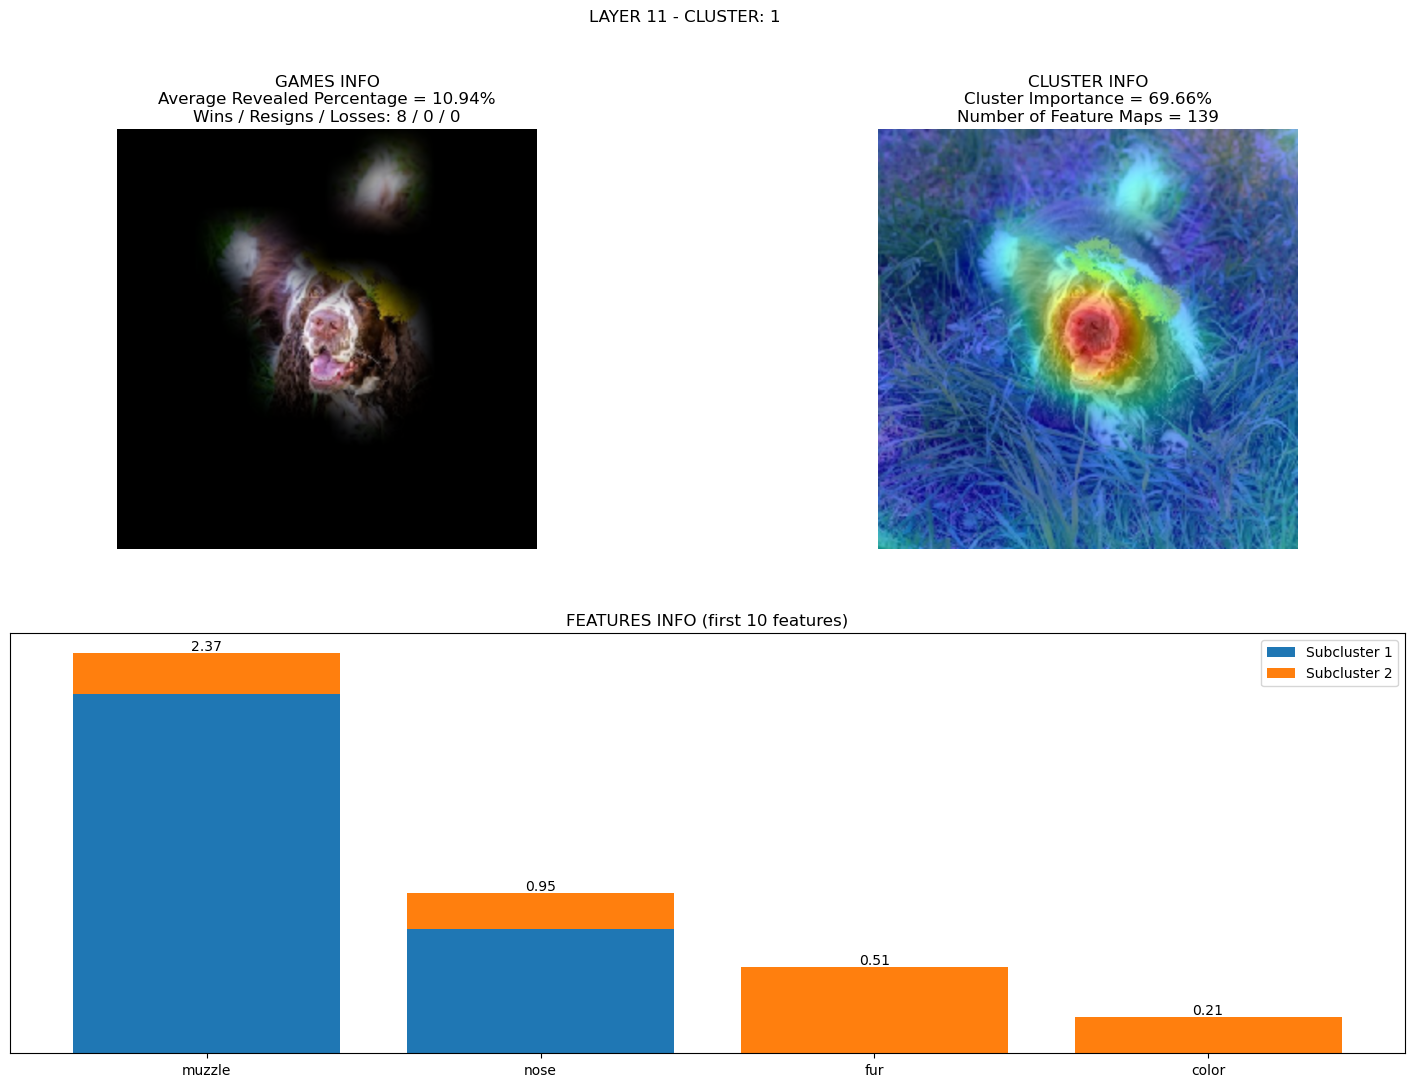 LAYER 11 - CLUSTER: 1
GAMES INFO
Average Revealed Percentage = 10.94%
Wins / Resigns / Losses: 8 / 0 / 0
CLUSTER INFO
Cluster Importance = 69.66%
Number of Feature Maps = 139
FEATURES INFO (first 10 features)
Subcluster 1
Subcluster 2
2.37
0.95
0.51
0.21
muzzle
nose
fur
color